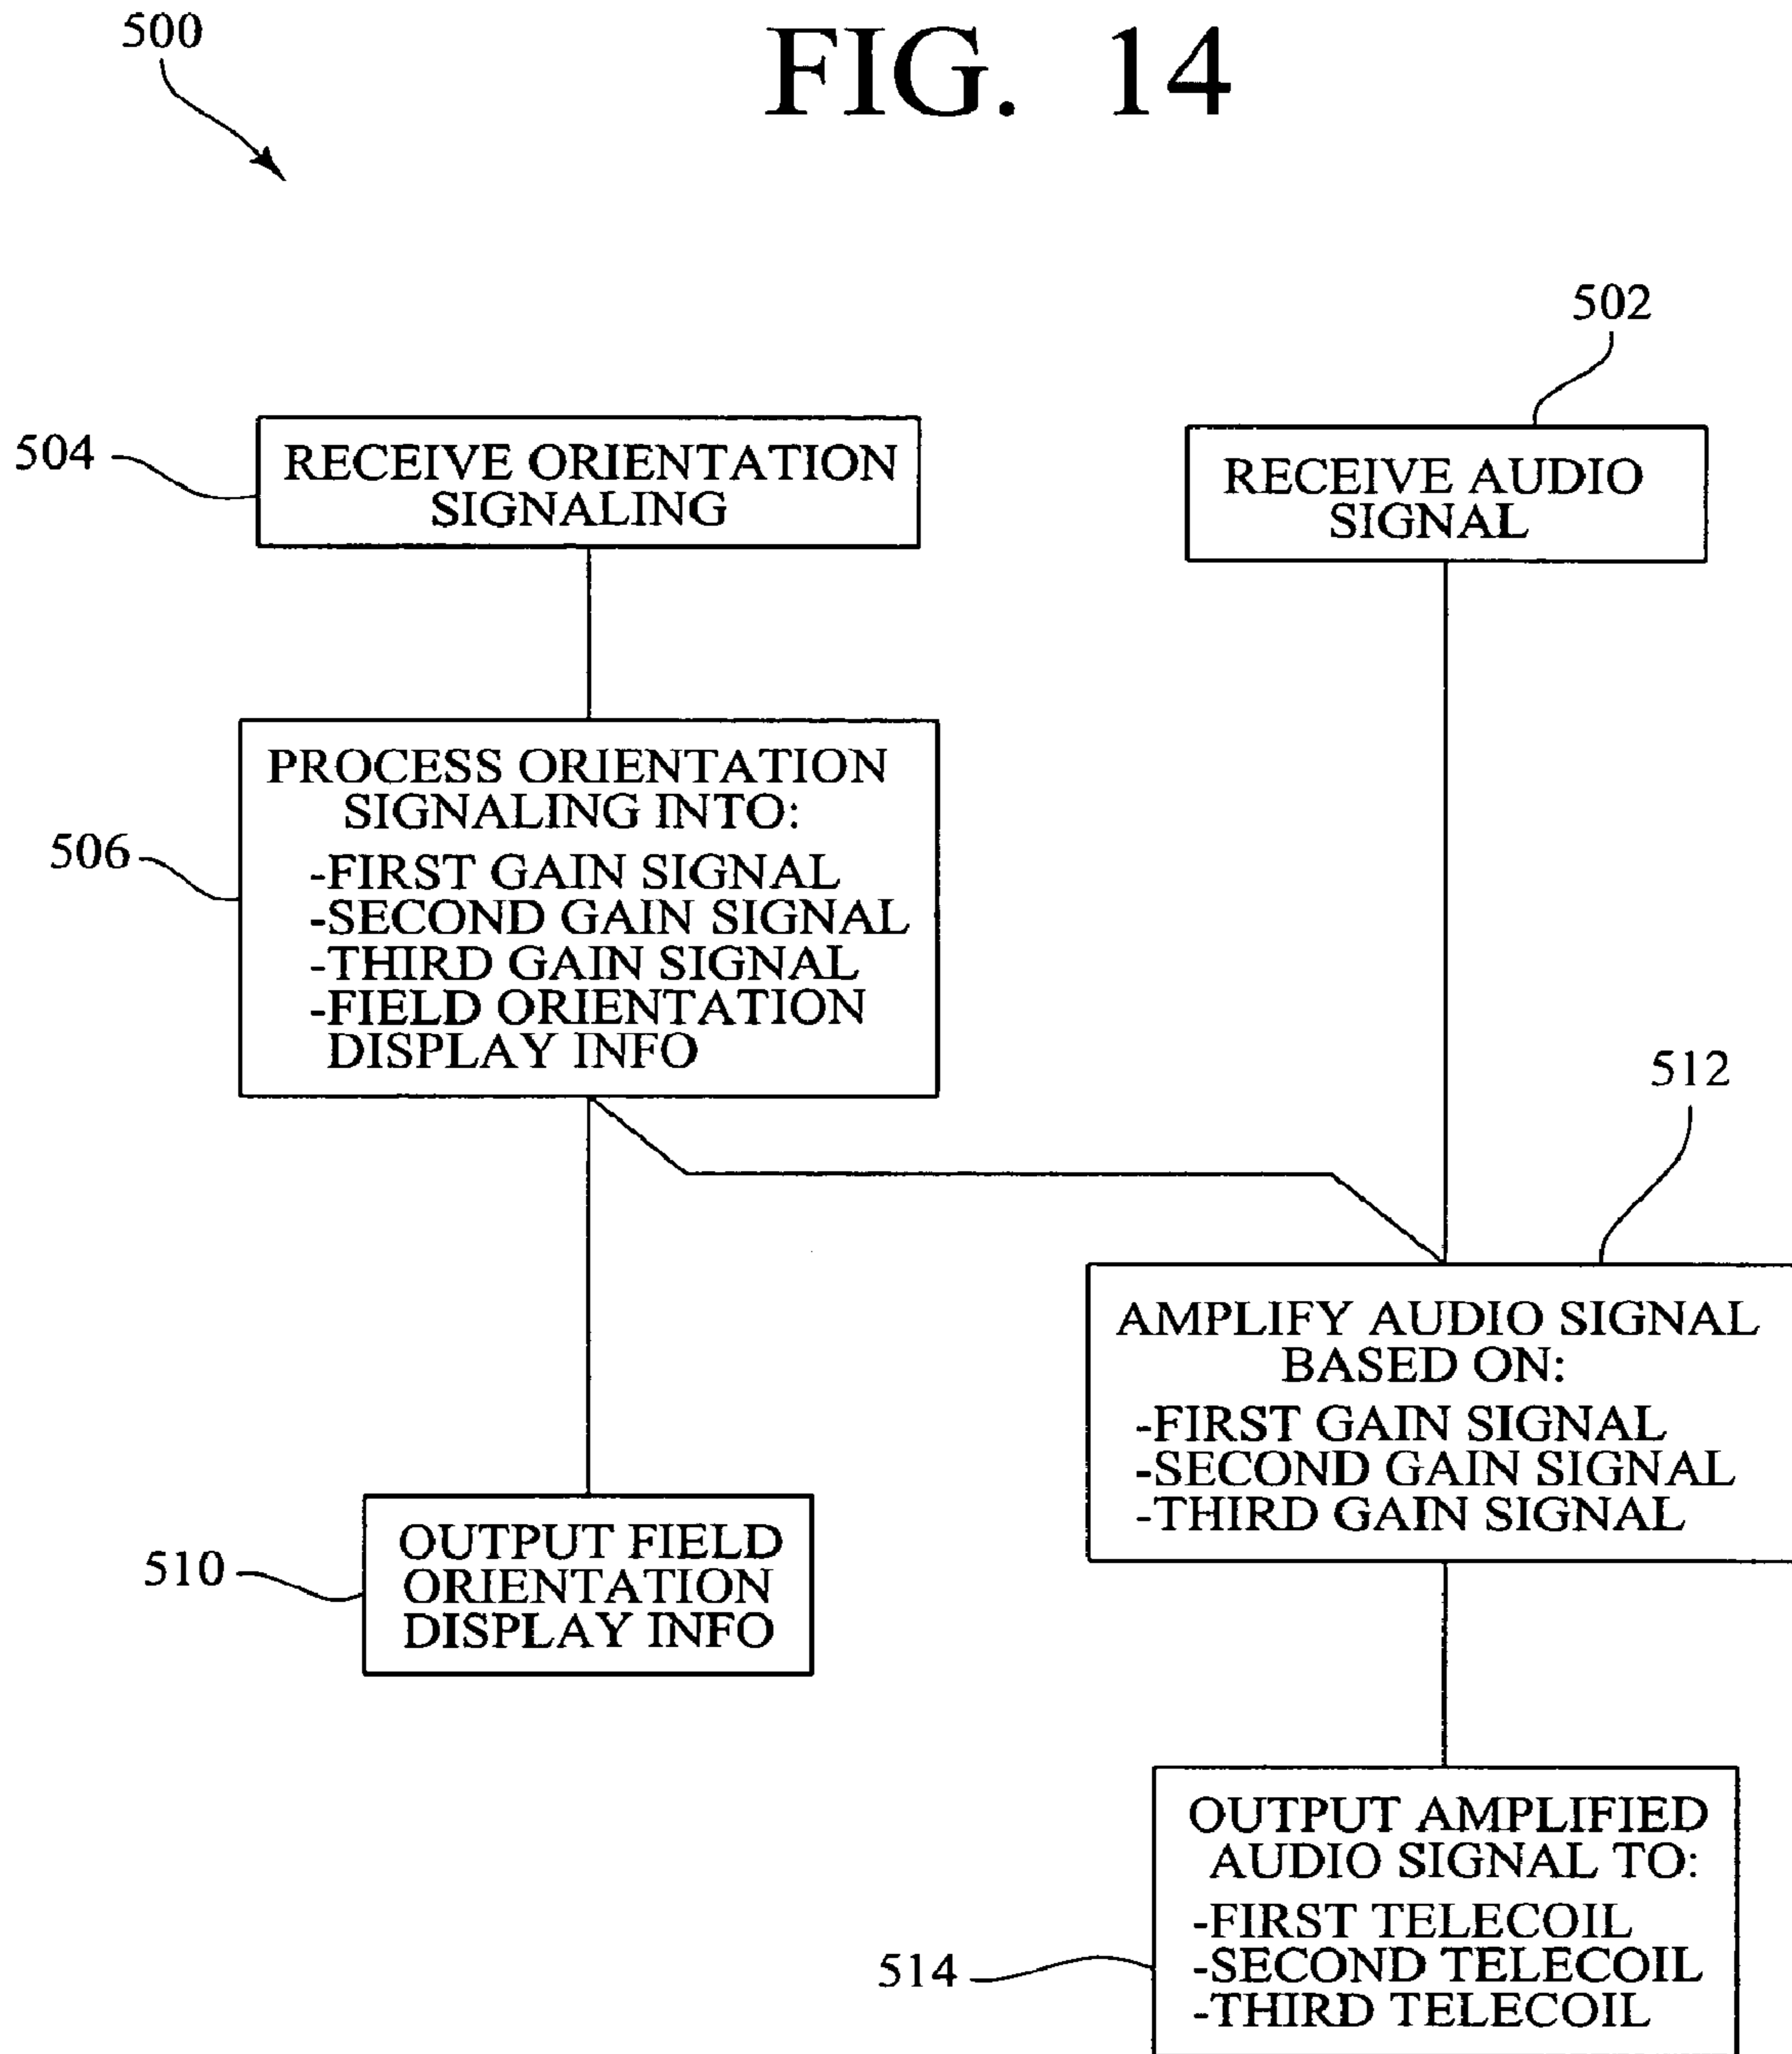 500
FIG. 14
502
504
RECEIVE ORIENTATION
SIGNALING
RECEIVE AUDIO
SIGNAL
506
PROCESS ORIENTATION
SIGNALING INTO:
-FIRST GAIN SIGNAL
-SECOND GAIN SIGNAL
-THIRD GAIN SIGNAL
-FIELD ORIENTATION
DISPLAY INFO
512
AMPLIFY AUDIO SIGNAL
BASED ON:
-FIRST GAIN SIGNAL
-SECOND GAIN SIGNAL
-THIRD GAIN SIGNAL
510
OUTPUT FIELD
ORIENTATION
DISPLAY INFO
514
OUTPUT AMPLIFIED
AUDIO SIGNAL TO:
-FIRST TELECOIL
-SECOND TELECOIL
-THIRD TELECOIL